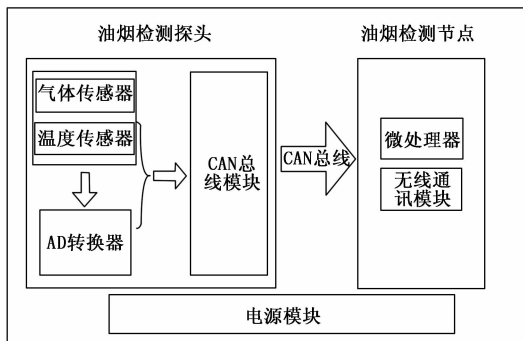 油烟检测探头
油烟检测节点
气体传感器
温度传感器
AD转换器
CAN总
线模块
CAN总线
微处理器
无线通
讯模块
电源模块